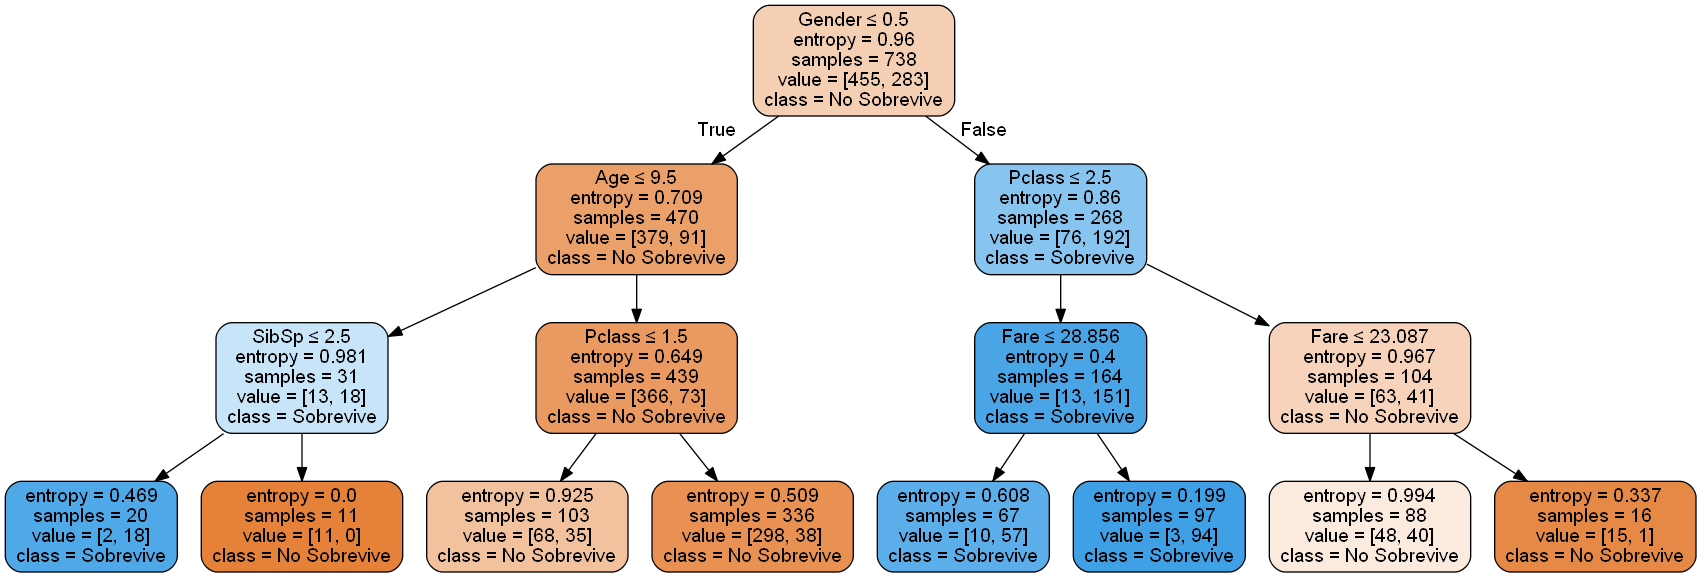 Gender ≤ 0.5
entropy = 0.96
samples = 738
value = [455, 283]
class = No Sobrevive
True
False
Age ≤ 9.5
entropy = 0.709
samples = 470
value = [379, 91]
class = No Sobrevive
Pclass ≤ 2.5
entropy = 0.86
samples = 268
value = [76, 192]
class = Sobrevive
SibSp ≤ 2.5
entropy = 0.981
samples = 31
value = [13, 18]
class = Sobrevive
Pclass ≤ 1.5
entropy = 0.649
samples = 439
value = [366, 73]
class = No Sobrevive
Fare ≤ 28.856
entropy = 0.4
samples = 164
value = [13, 151]
class = Sobrevive
Fare ≤ 23.087
entropy = 0.967
samples = 104
value = [63, 41]
class = No Sobrevive
entropy = 0.469
samples = 20
value = [2, 18]
class = Sobrevive
entropy = 0.0
samples = 11
value = [11, 0]
class = No Sobrevive
entropy = 0.925
samples = 103
value = [68, 35]
class = No Sobrevive
entropy = 0.509
samples = 336
value = [298, 38]
class = No Sobrevive
entropy = 0.608
samples = 67
value = [10, 57]
class = Sobrevive
entropy = 0.199
samples = 97
value = [3, 94]
class = Sobrevive
entropy = 0.994
samples = 88
value = [48, 40]
class = No Sobrevive
entropy = 0.337
samples = 16
value = [15, 1]
class = No Sobrevive